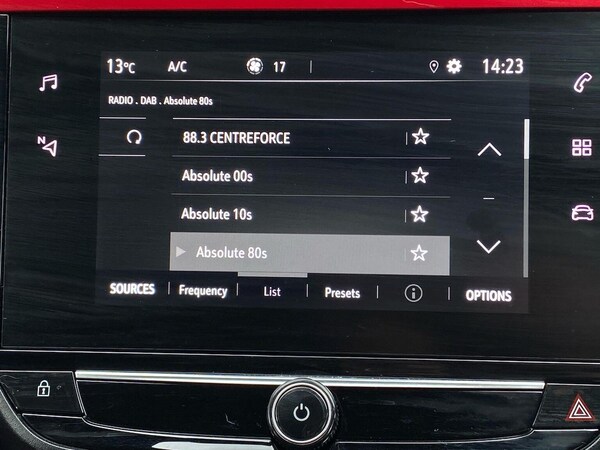 13°C A/C 17 14:23
RADIO . DAB . Absolute 80s
N
88.3 CENTREFORCE
Absolute 00s
Absolute 10s
Absolute 80s
SOURCES Frequency List Presets i OPTIONS